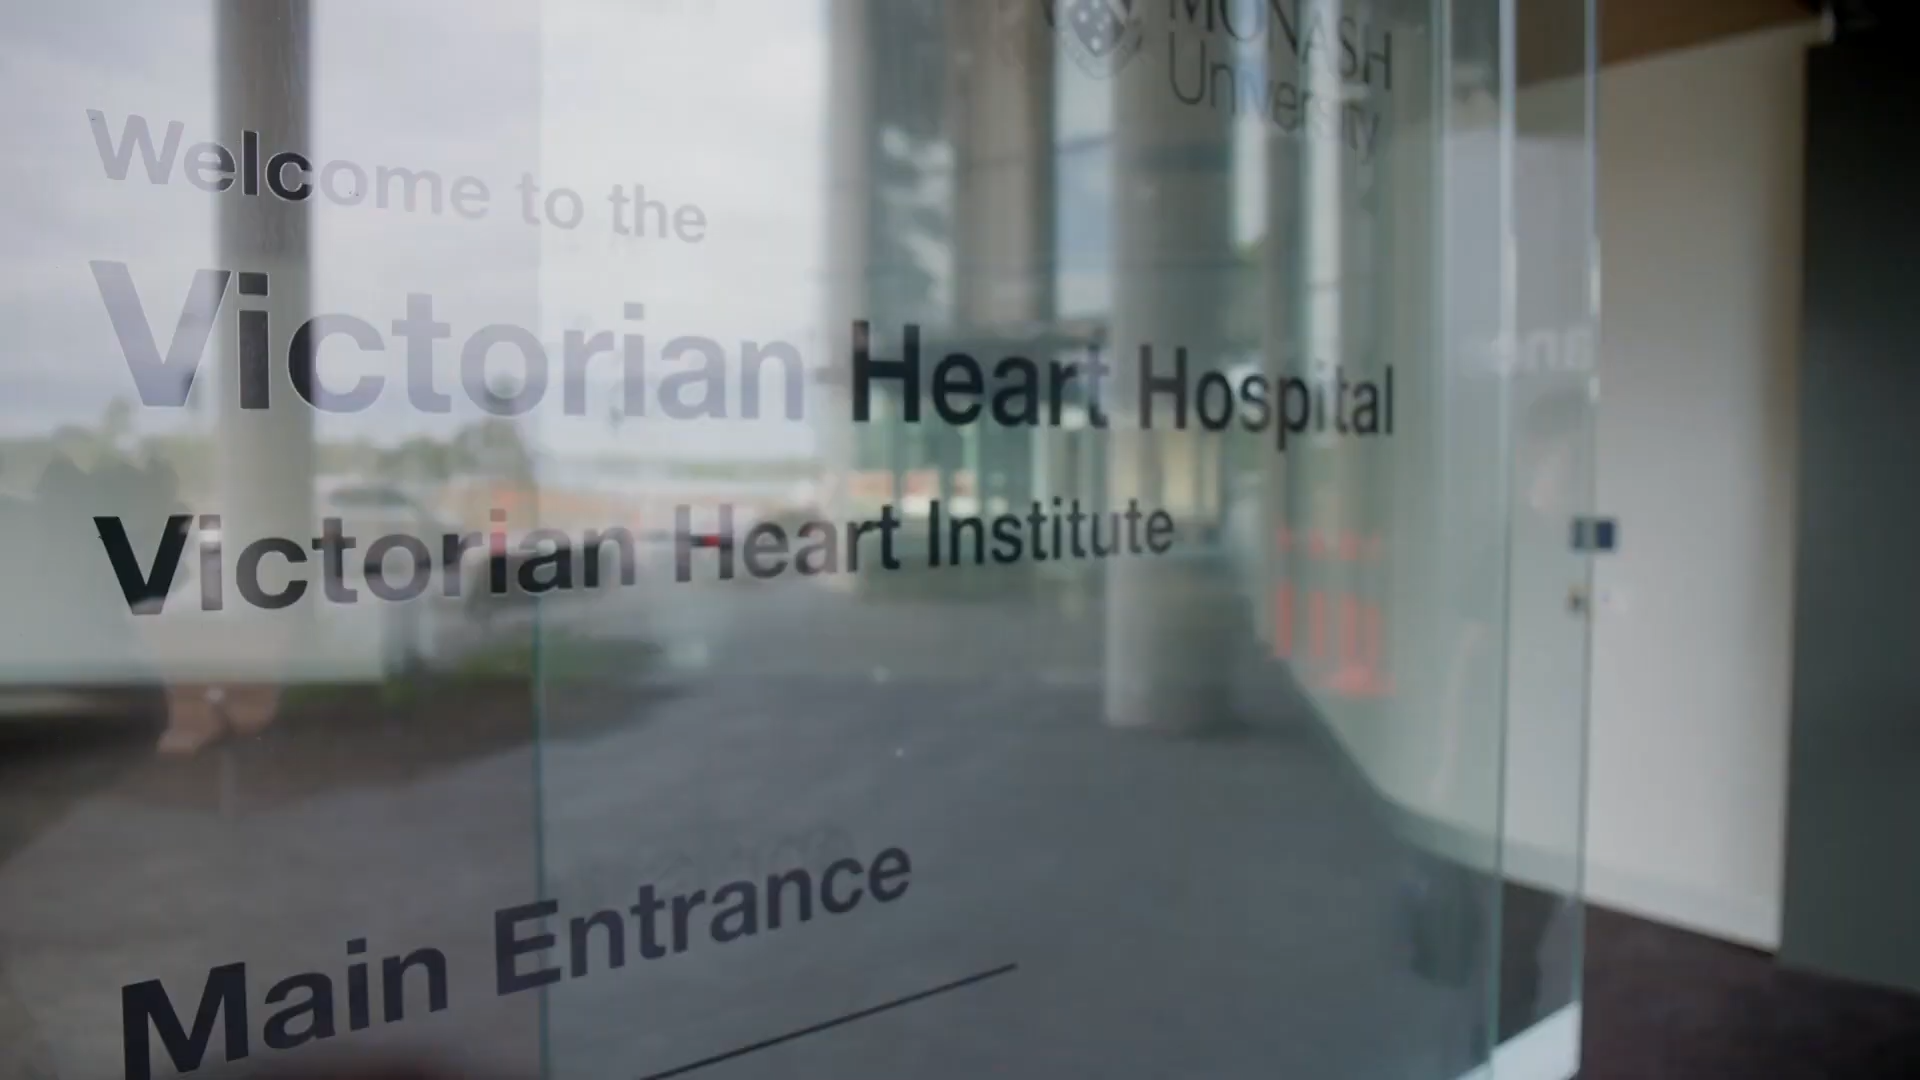 MONASH
University
Welcome to the
Victorian Heart Hospital
Victorian Heart Institute
Main Entrance